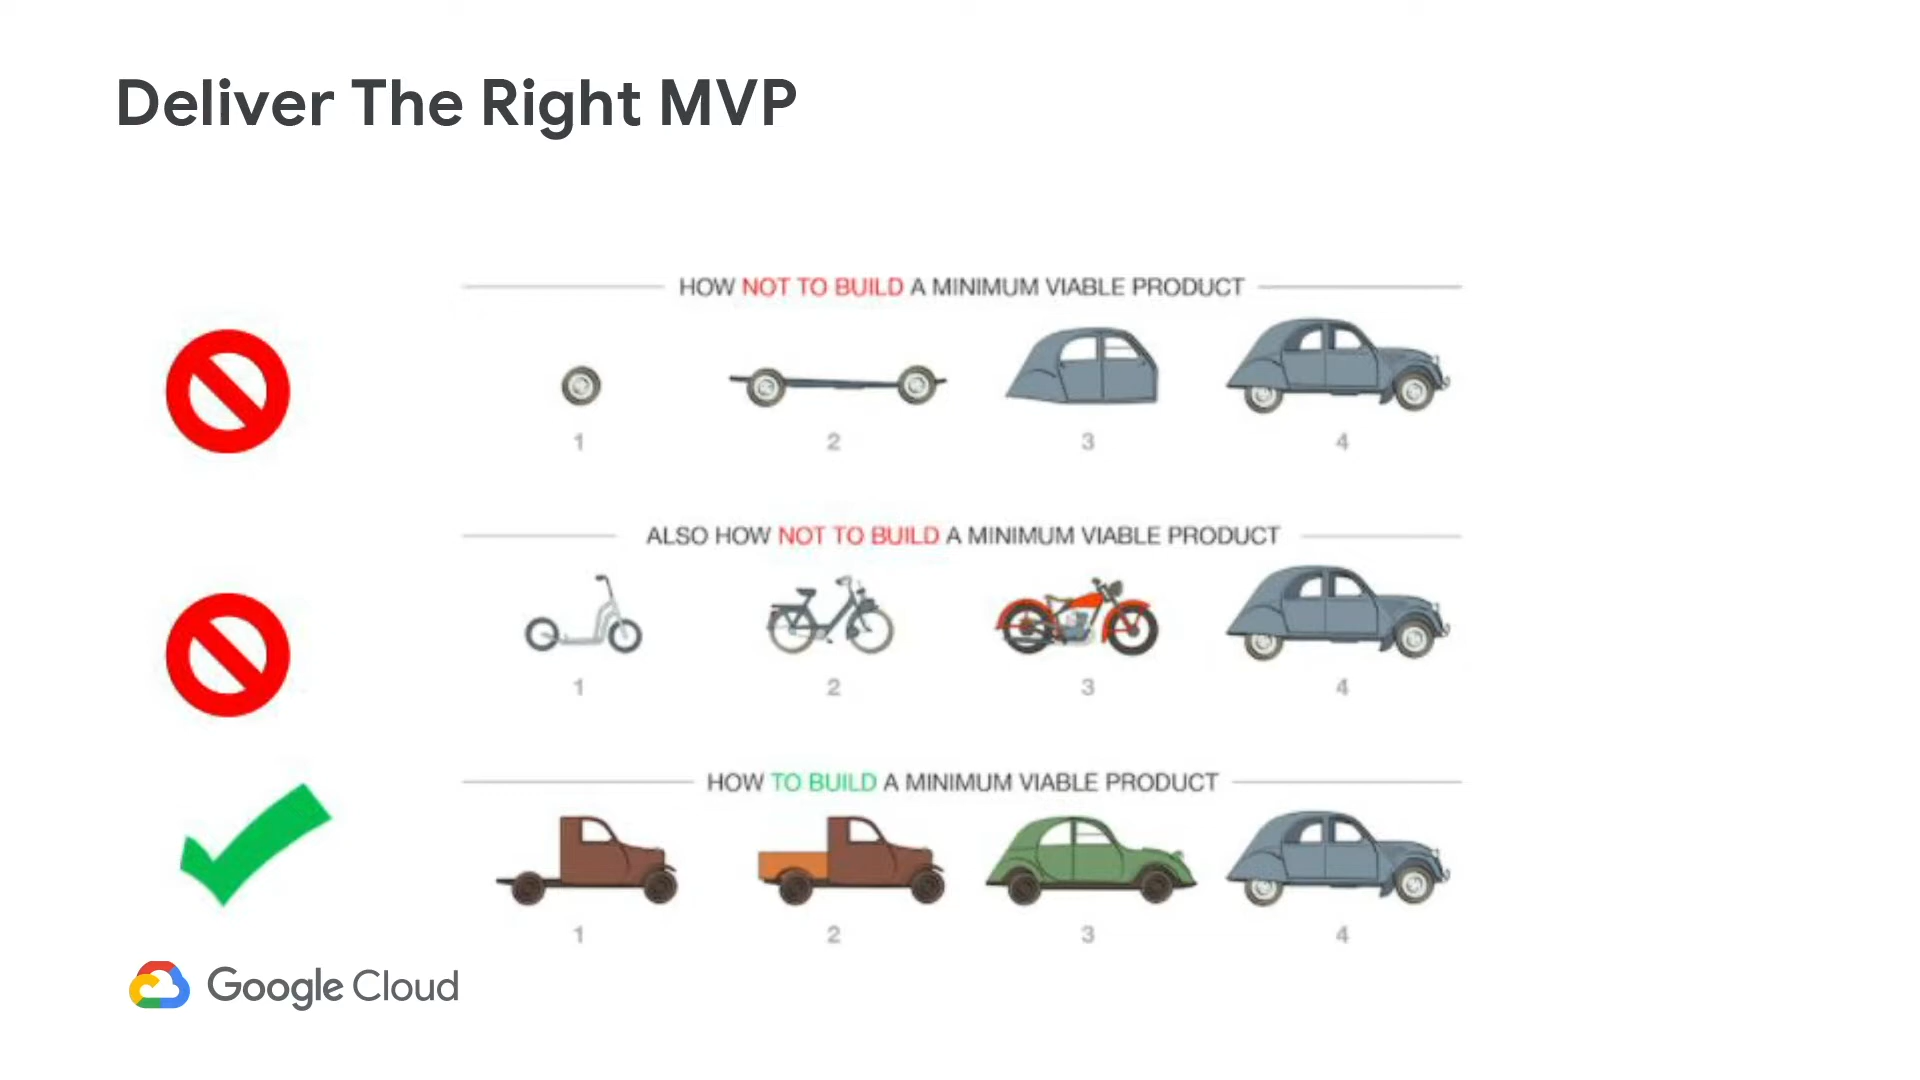 Deliver The Right MVP
HOW NOT TO BUILD A MINIMUM VIABLE PRODUCT
1 2 3 4
ALSO HOW NOT TO BUILD A MINIMUM VIABLE PRODUCT
1 2 3 4
HOW TO BUILD A MINIMUM VIABLE PRODUCT
1 2 3 4
Google Cloud